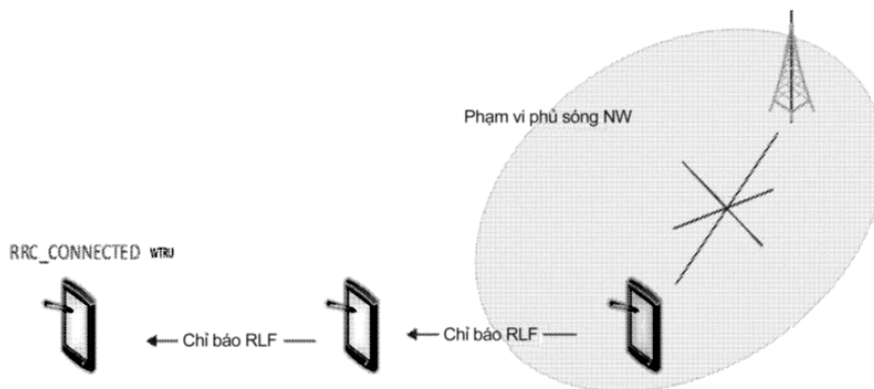 Phạm vi phủ sóng NW
RRC_CONNECTED WTRU
Chỉ báo RLF
Chỉ báo RLF